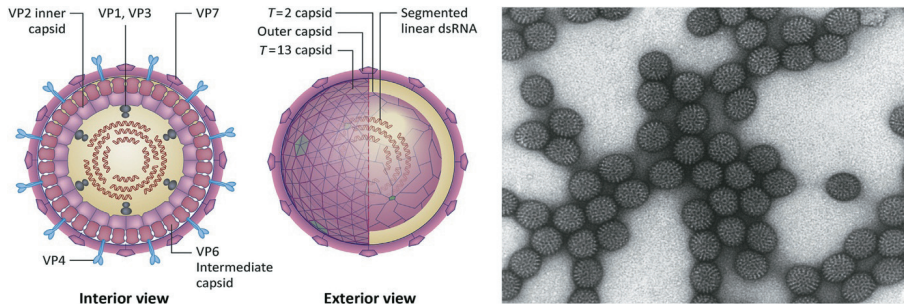 VP2 inner
capsid
VP1, VP3
VP7
VP4
VP6
Intermediate
capsid
Interior view
T=2 capsid
Outer capsid
T=13 capsid
Segmented
linear dsRNA
Exterior view